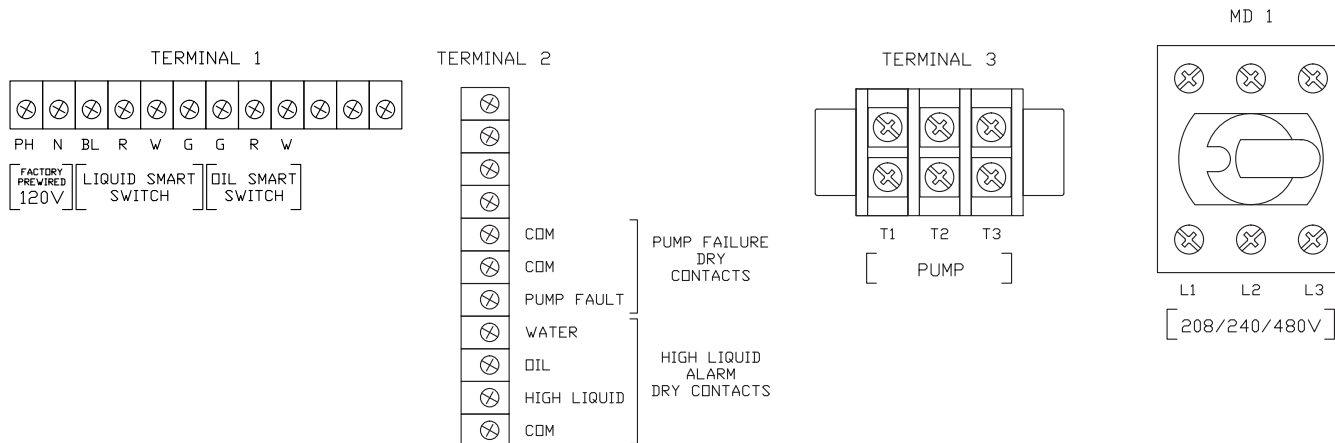 MD 1
TERMINAL 1
TERMINAL 2
TERMINAL 3
PH N BL R W G G R W
FACTORY
PREWIRED
120V
LIQUID SMART
SWITCH
OIL SMART
SWITCH
COM
COM
PUMP FAULT
WATER
OIL
HIGH LIQUID
COM
PUMP FAILURE
DRY
CONTACTS
HIGH LIQUID
ALARM
DRY CONTACTS
T1 T2 T3
PUMP
L1 L2 L3
208/240/480V